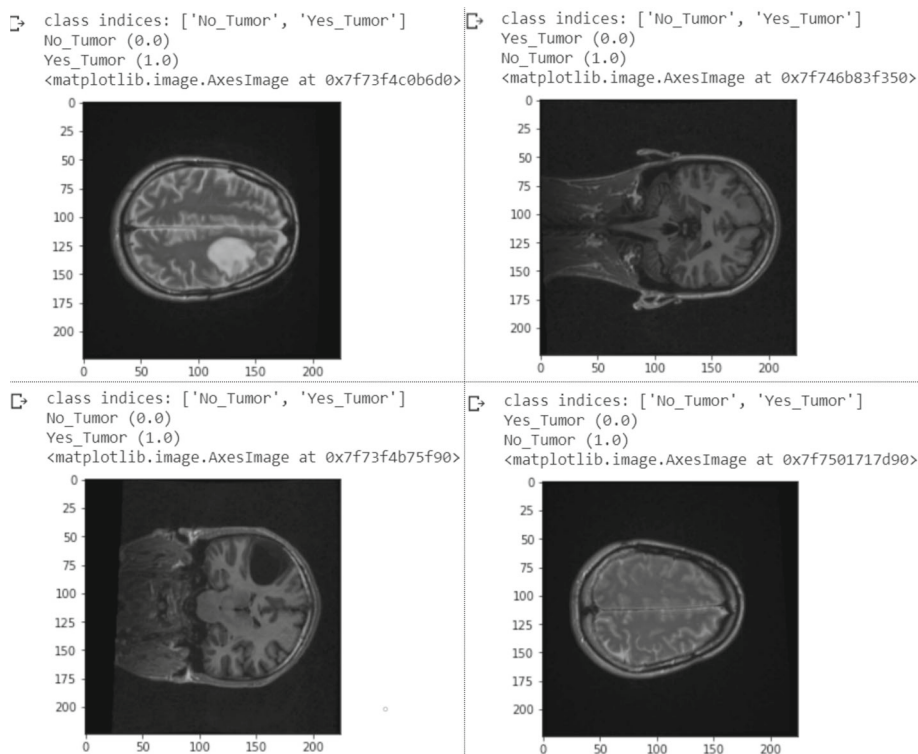 class indices: ['No_Tumor', 'Yes_Tumor']
No_Tumor (0.0)
Yes_Tumor (1.0)
<matplotlib.image.AxesImage at 0x7f73f4c0b6d0>
0
25
50
75
100
125
150
175
200
0 50 100 150 200
class indices: ['No_Tumor', 'Yes_Tumor']
Yes_Tumor (0.0)
No_Tumor (1.0)
<matplotlib.image.AxesImage at 0x7f746b83f350>
0
25
50
75
100
125
150
175
200
0 50 100 150 200
class indices: ['No_Tumor', 'Yes_Tumor']
No_Tumor (0.0)
Yes_Tumor (1.0)
<matplotlib.image.AxesImage at 0x7f73f4b75f90>
0
25
50
75
100
125
150
175
200
0 50 100 150 200
class indices: ['No_Tumor', 'Yes_Tumor']
Yes_Tumor (0.0)
No_Tumor (1.0)
<matplotlib.image.AxesImage at 0x7f7501717d90>
0
25
50
75
100
125
150
175
200
0 50 100 150 200